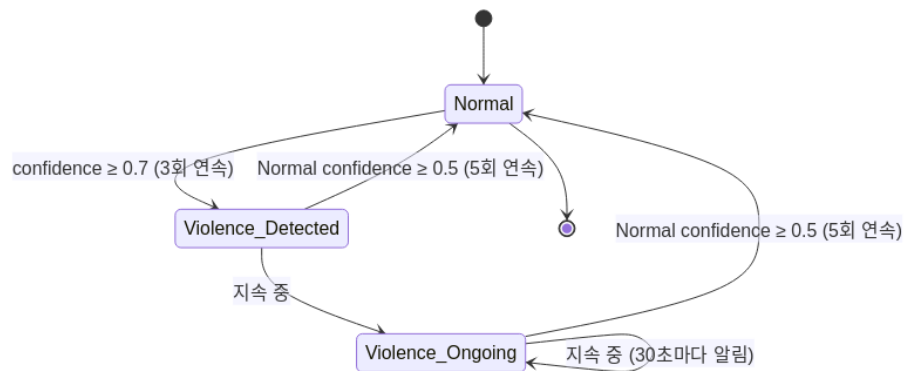 Normal
confidence ≥ 0.7 (3회 연속)
Normal confidence ≥ 0.5 (5회 연속)
Violence_Detected
Normal confidence ≥ 0.5 (5회 연속)
지속 중
Violence_Ongoing
지속 중 (30초마다 알림)